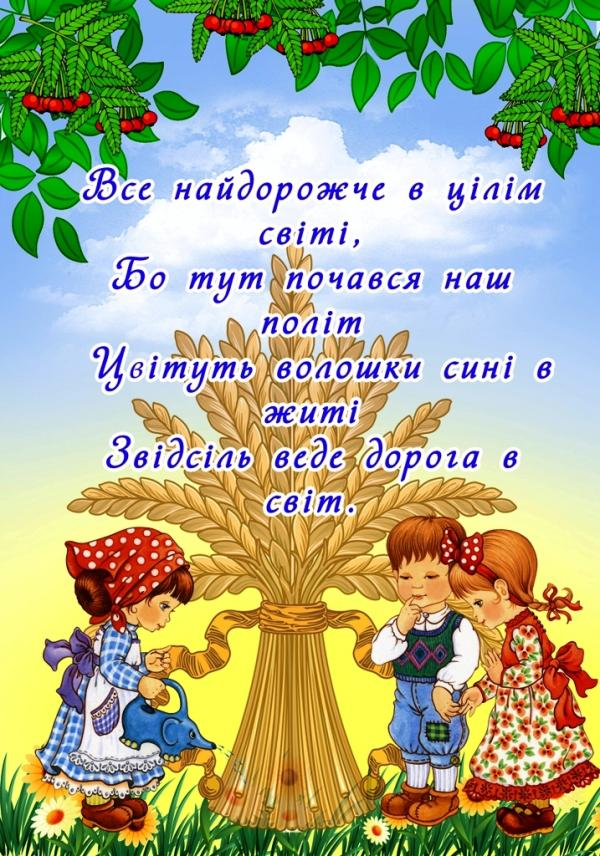 Все найдорожче в цілім
світі,
Бо тут почався наш
політ
Цвітуть волошки сині в
житі
Звідсіль веде дорога в
світ.